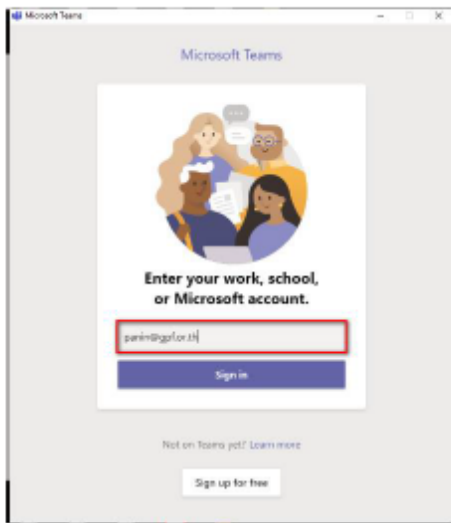 Microsoft Teams
Microsoft Teams
Enter your work, school,
or Microsoft account.
panin@gpf.or.th
Sign in
Not on Teams yet? Learn more
Sign up for free